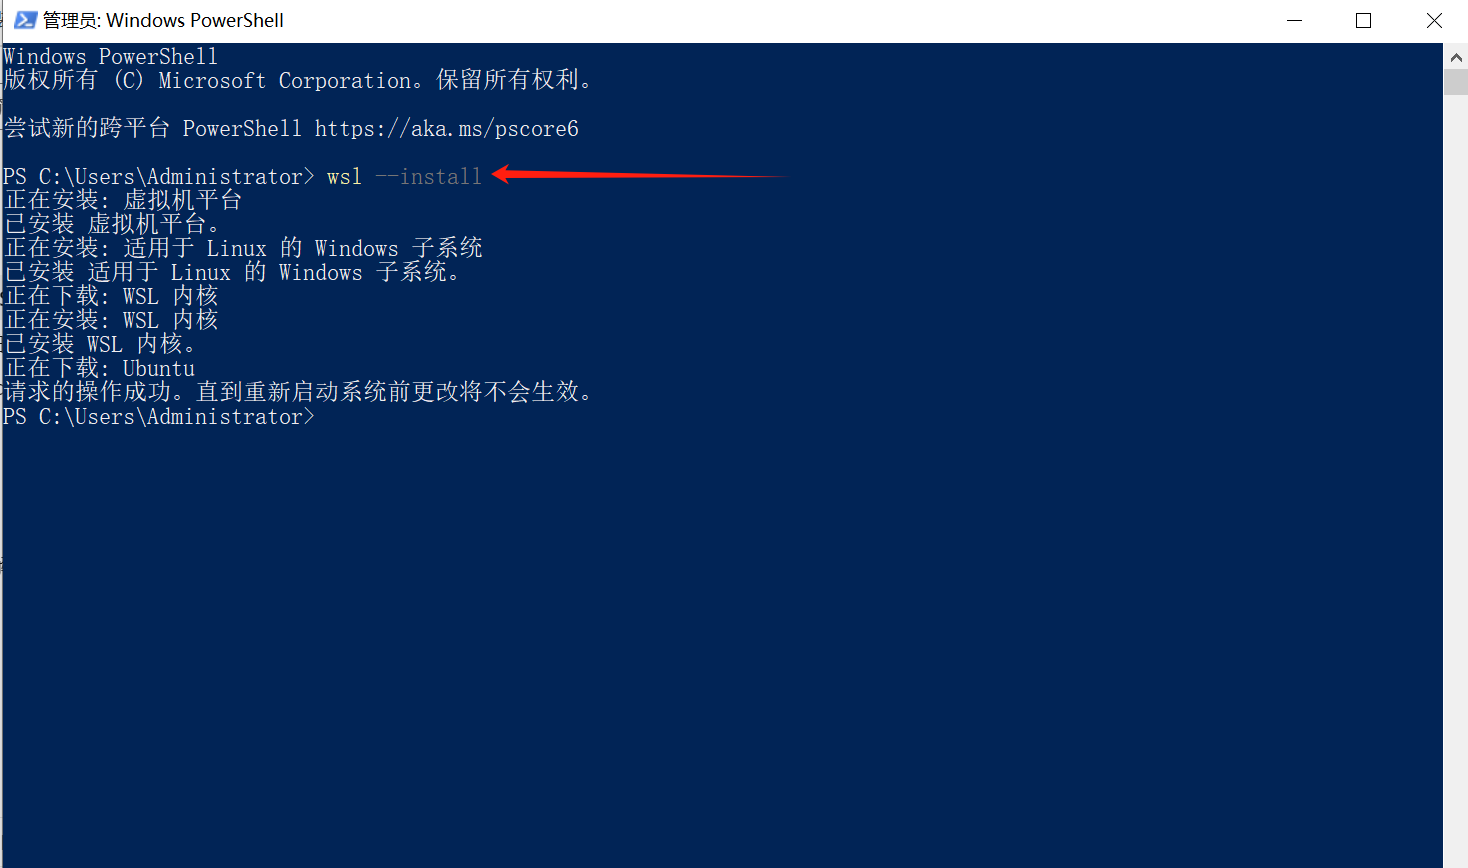 管理员: Windows PowerShell
Windows PowerShell
版权所有 (C) Microsoft Corporation。保留所有权利。
尝试新的跨平台 PowerShell https://aka.ms/pscore6
PS C:\Users\Administrator> wsl --install
正在安装: 虚拟机平台
已安装 虚拟机平台。
正在安装: 适用于 Linux 的 Windows 子系统
已安装 适用于 Linux 的 Windows 子系统。
正在下载: WSL 内核
正在安装: WSL 内核
已安装 WSL 内核。
正在下载: Ubuntu
请求的操作成功。直到重新启动系统前更改将不会生效。
PS C:\Users\Administrator>